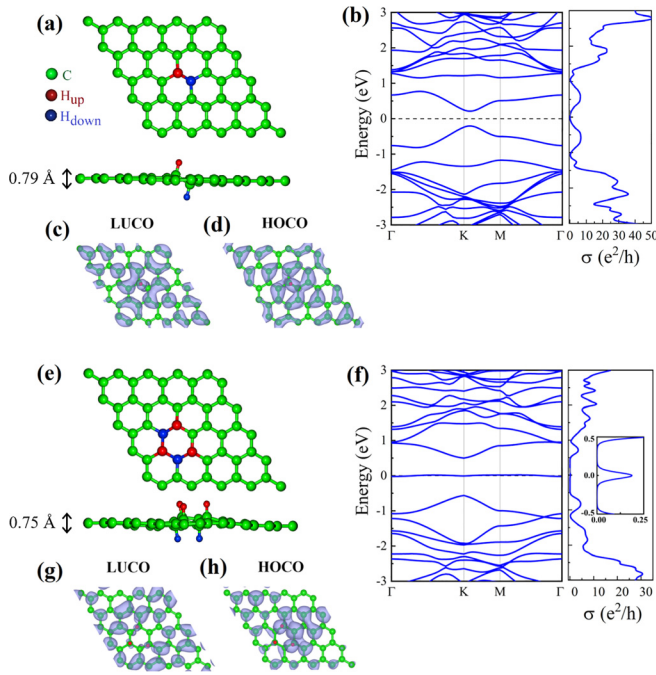 (a)
C
H up
H down
0.79 Å
(b)
Energy (eV)
3
2
1
0
-1
-2
-3
Γ K M Γ
0 10 20 30 40 50
σ (e²/h)
(c) LUCO
(d) HOCO
(e)
0.75 Å
(f)
Energy (eV)
3
2
1
0
-1
-2
-3
Γ K M Γ
0.5
0.0
-0.5
0.00 0.25
0 10 20 30
σ (e²/h)
(g) LUCO
(h) HOCO